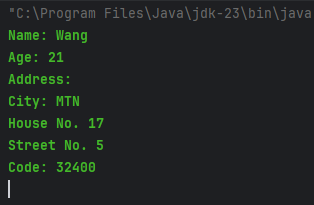 "C:\Program Files\Java\jdk-23\bin\java
Name: Wang
Age: 21
Address:
City: MTN
House No. 17
Street No. 5
Code: 32400